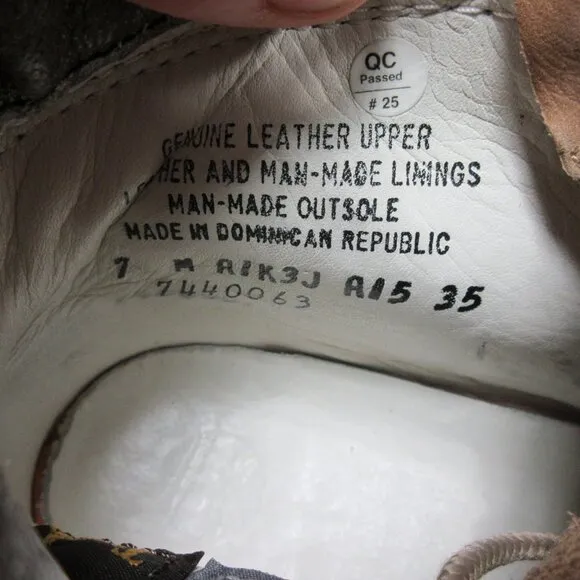 QC
Passed
# 25
GENUINE LEATHER UPPER
HER AND MAN-MADE LININGS
MAN-MADE OUTSOLE
MADE IN DOMINICAN REPUBLIC
7 M A1K3J A15 35
7440063